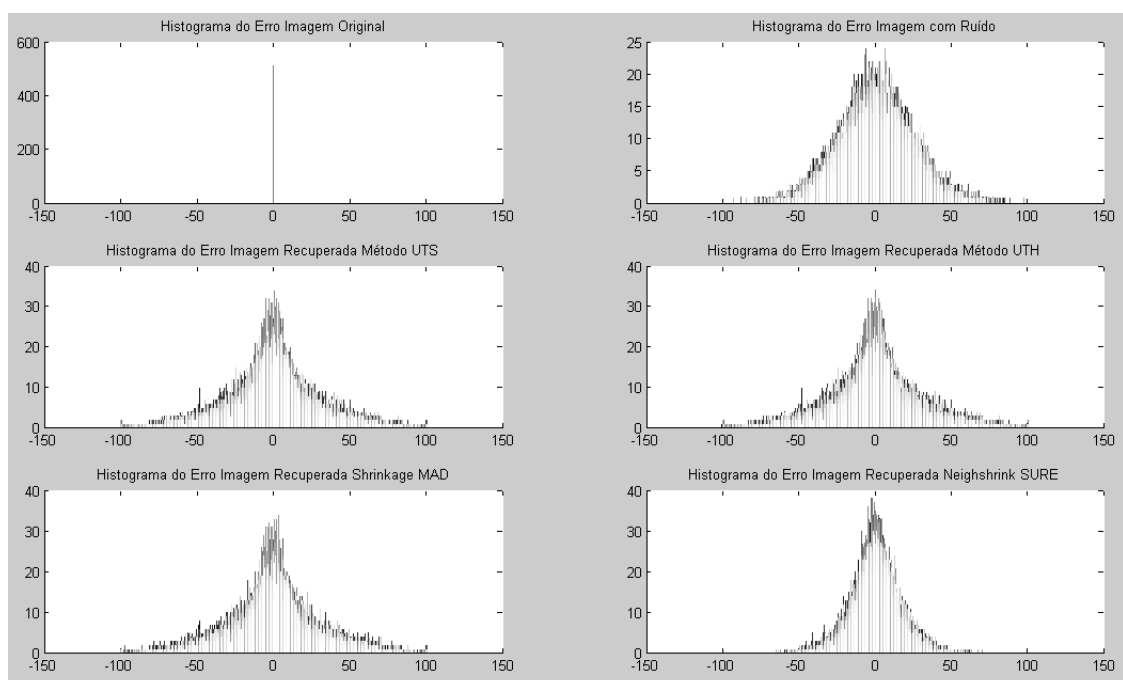 Histograma do Erro Imagem Original
600
400
200
0
-150 -100 -50 0 50 100 150
Histograma do Erro Imagem com Ruído
25
20
15
10
5
0
-150 -100 -50 0 50 100 150
Histograma do Erro Imagem Recuperada Método UTS
40
30
20
10
0
-150 -100 -50 0 50 100 150
Histograma do Erro Imagem Recuperada Método UTH
40
30
20
10
0
-150 -100 -50 0 50 100 150
Histograma do Erro Imagem Recuperada Shrinkage MAD
40
30
20
10
0
-150 -100 -50 0 50 100 150
Histograma do Erro Imagem Recuperada Neighshrink SURE
40
30
20
10
0
-150 -100 -50 0 50 100 150